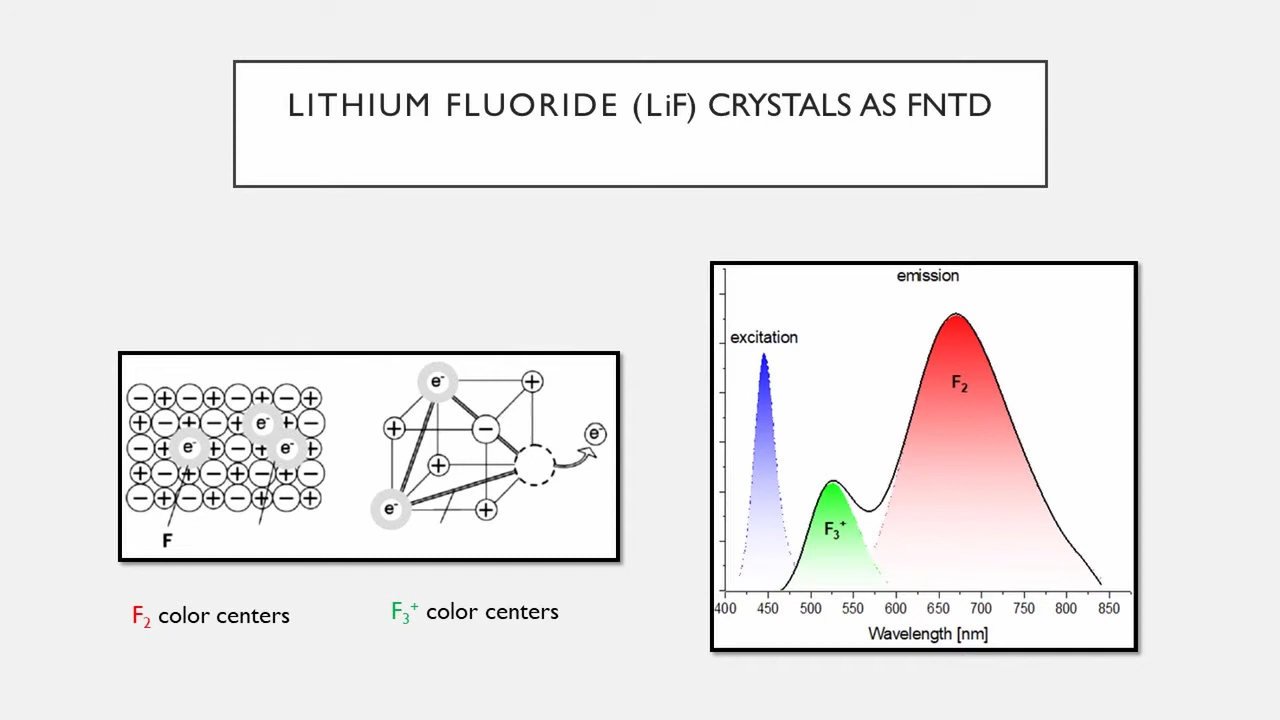 LITHIUM FLUORIDE (LiF) CRYSTALS AS FNTD
emission
excitation
F₂
F₃⁺
400 450 500 550 600 650 700 750 800 850
Wavelength [nm]
− + − + − + − +
+ − + − + e⁻ + −
− + e⁻ + − + e⁻ −
+ − + − + − + −
− + − + − + − +
F
e⁻ +
+ − e⁻
+
e⁻ +
F₂ color centers
F₃⁺ color centers